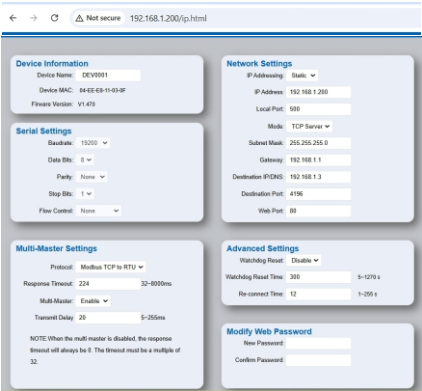 Not secure 192.168.1.200/ip.html
Device Information
Device Name: DEV0001
Device MAC: 04-EE-E8-11-03-0F
Fimware Version: V1.470
Serial Settings
Baudrate: 19200
Data Bits: 8
Parity: None
Stop Bits: 1
Flow Control: None
Multi-Master Settings
Protocol: Modbus TCP to RTU
Response Timeout: 224 32~8000ms
Multi-Master: Enable
Transmit Delay 20 5~255ms
NOTE:When the multi master is disabled, the response
timeout will always be 0. The timeout must be a multiple of
32.
Network Settings
IP Addressing: Static
IP Address: 192.168.1.200
Local Port: 500
Mode: TCP Server
Subnet Mask: 255.255.255.0
Gateway: 192.168.1.1
Destination IP/DNS: 192.168.1.3
Destination Port: 4196
Web Port: 80
Advanced Settings
Watchdog Reset: Disable
Watchdog Reset Time: 300 5~1270 s
Re-connect Time: 12 1~255 s
Modify Web Password
New Password:
Confirm Password: